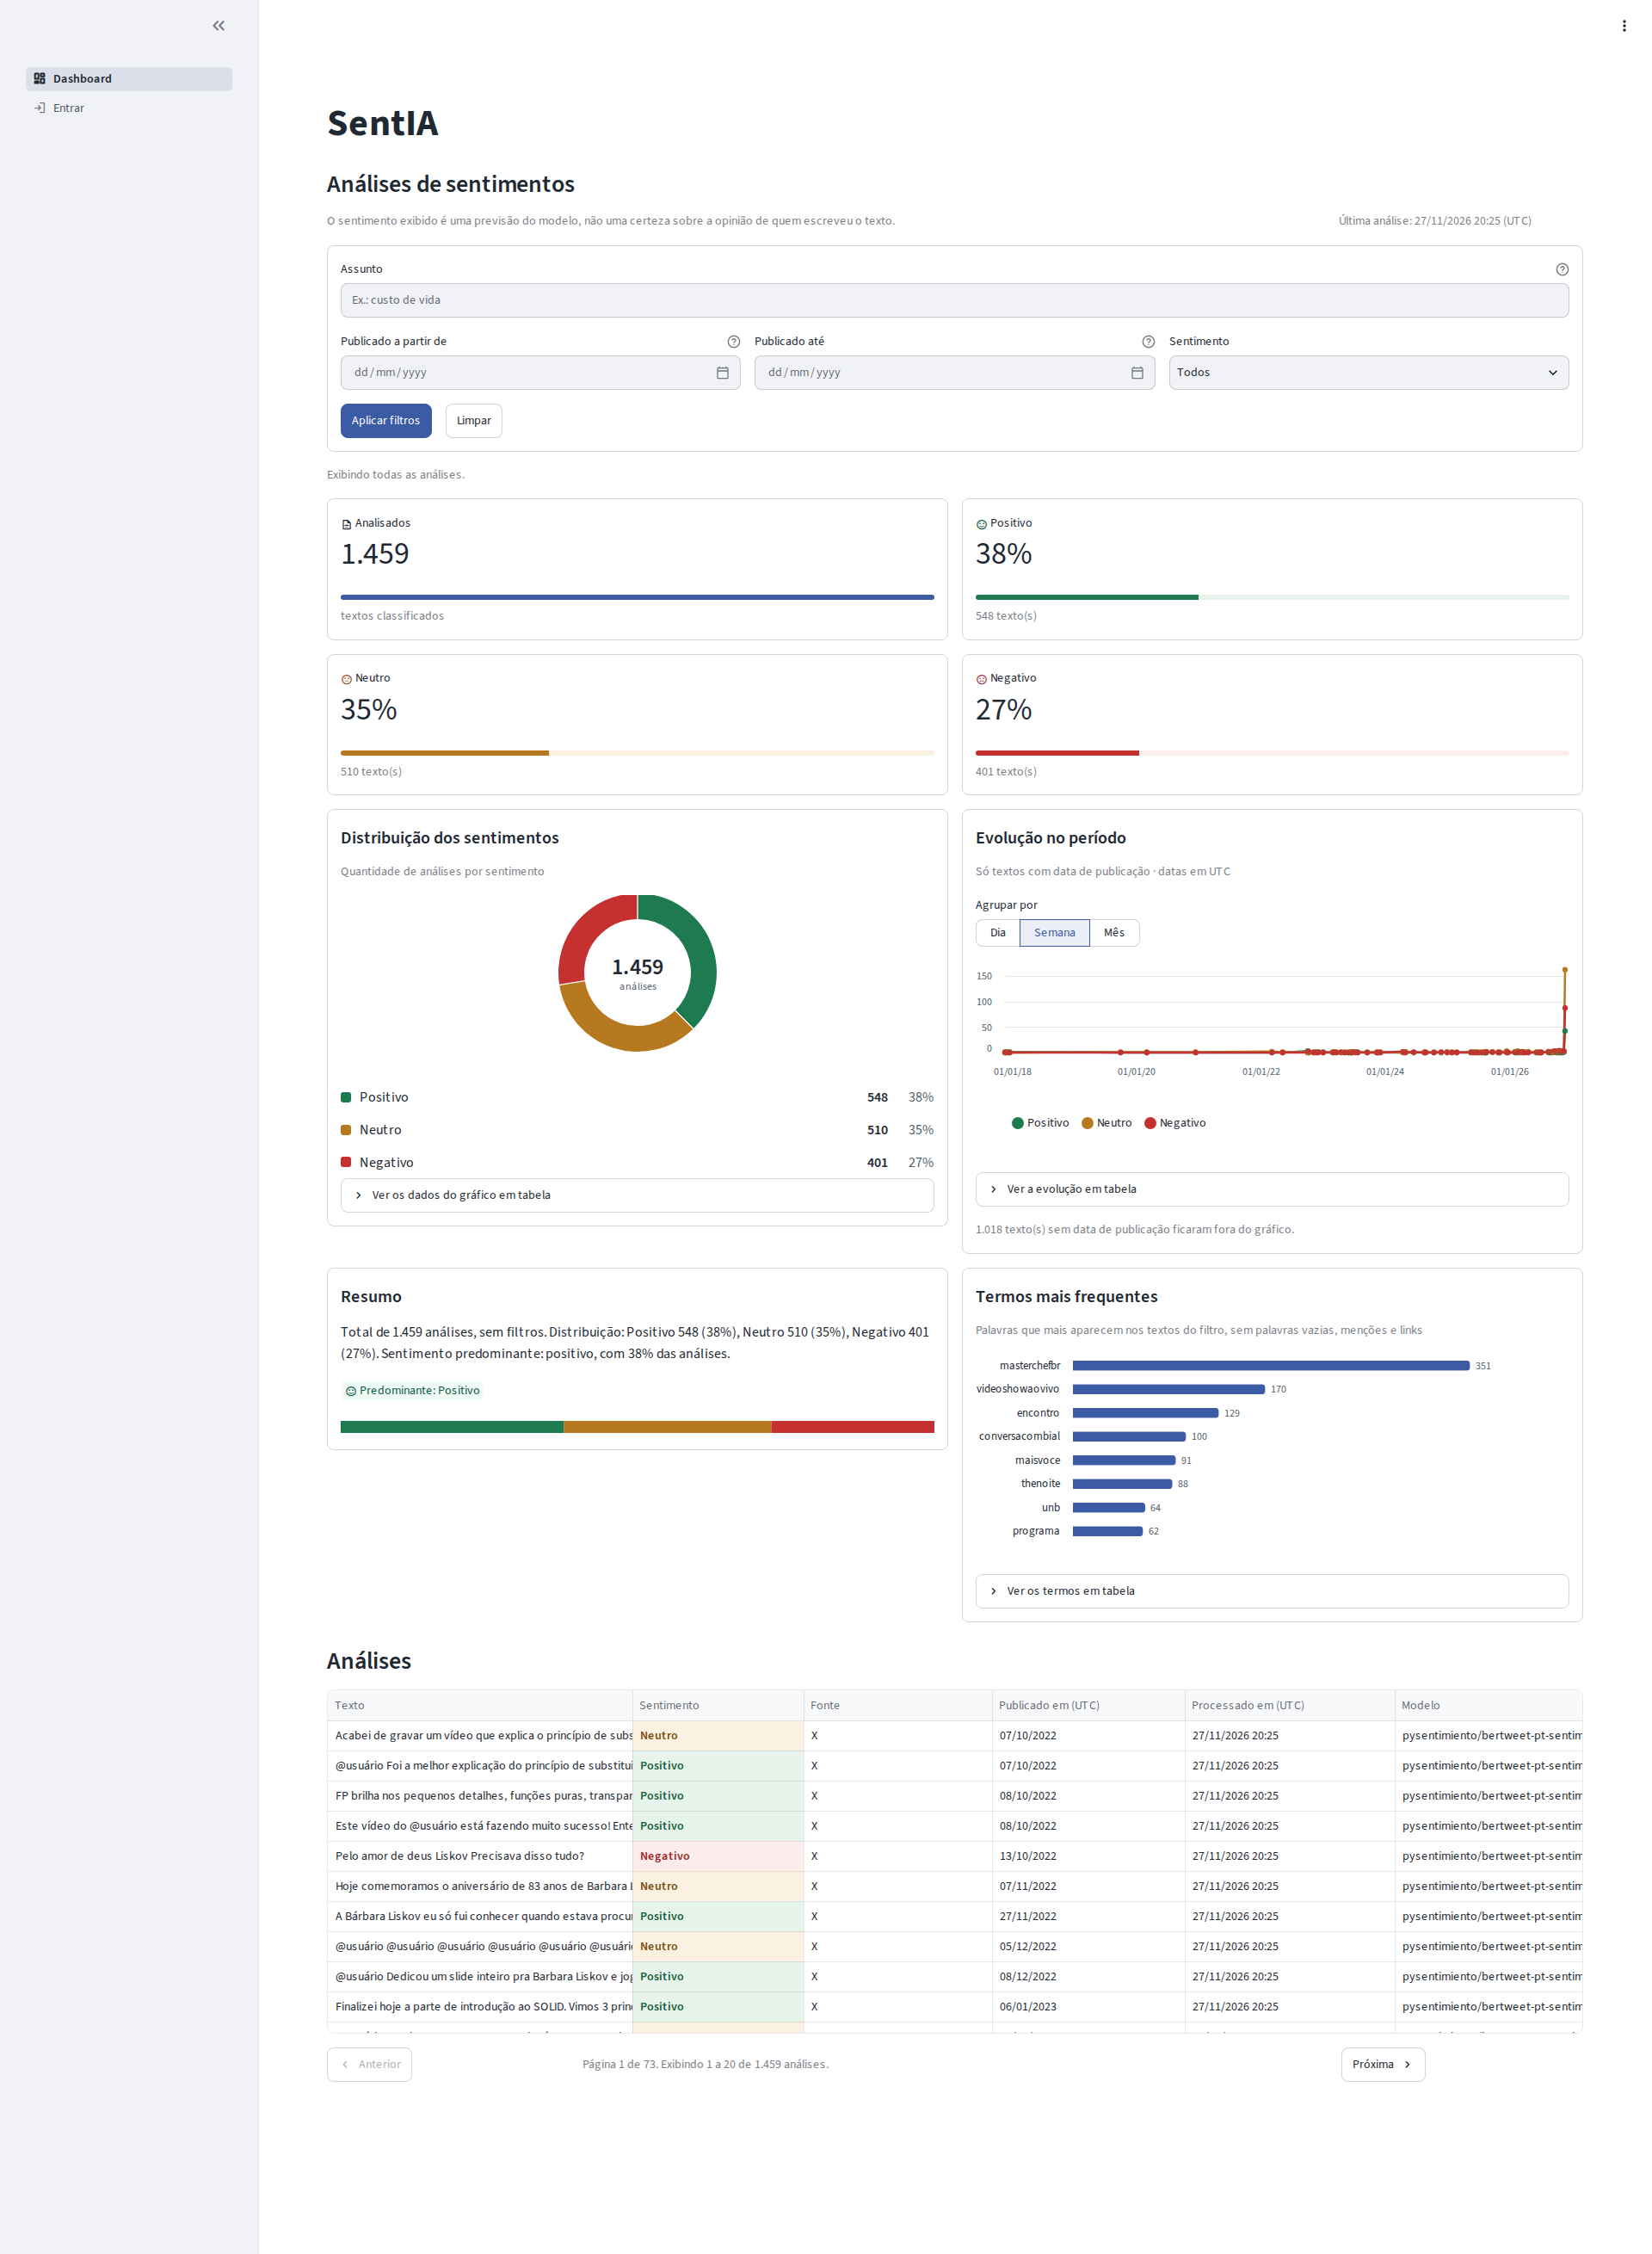 Dashboard
Entrar
SentIA
Análises de sentimentos
O sentimento exibido é uma previsão do modelo, não uma certeza sobre a opinião de quem escreveu o texto.
Última análise: 27/11/2026 20:25 (UTC)
Assunto
Ex.: custo de vida
Publicado a partir de
Publicado até
Sentimento
dd/mm/yyyy
dd/mm/yyyy
Todos
Aplicar filtros
Limpar
Exibindo todas as análises.
Analisados
1.459
textos classificados
Positivo
38%
548 texto(s)
Neutro
35%
510 texto(s)
Negativo
27%
401 texto(s)
Distribuição dos sentimentos
Quantidade de análises por sentimento
1.459
análises
Positivo 548 38%
Neutro 510 35%
Negativo 401 27%
Ver os dados do gráfico em tabela
Evolução no período
Só textos com data de publicação · datas em UTC
Agrupar por
Dia Semana Mês
150
100
50
0
01/01/18 01/01/20 01/01/22 01/01/24 01/01/26
Positivo Neutro Negativo
Ver a evolução em tabela
1.018 texto(s) sem data de publicação ficaram fora do gráfico.
Resumo
Total de 1.459 análises, sem filtros. Distribuição: Positivo 548 (38%), Neutro 510 (35%), Negativo 401
(27%). Sentimento predominante: positivo, com 38% das análises.
Predominante: Positivo
Termos mais frequentes
Palavras que mais aparecem nos textos do filtro, sem palavras vazias, menções e links
masterchefbr 351
videoshowaovivo 170
encontro 129
conversacombial 100
maisvoce 91
thenoite 88
unb 64
programa 62
Ver os termos em tabela
Análises
Texto Sentimento Fonte Publicado em (UTC) Processado em (UTC) Modelo
Acabei de gravar um vídeo que explica o princípio de subs Neutro X 07/10/2022 27/11/2026 20:25 pysentimiento/bertweet-pt-sentim
@usuário Foi a melhor explicação do princípio de substitui Positivo X 07/10/2022 27/11/2026 20:25 pysentimiento/bertweet-pt-sentim
FP brilha nos pequenos detalhes, funções puras, transpar Positivo X 08/10/2022 27/11/2026 20:25 pysentimiento/bertweet-pt-sentim
Este vídeo do @usuário está fazendo muito sucesso! Ente Positivo X 08/10/2022 27/11/2026 20:25 pysentimiento/bertweet-pt-sentim
Pelo amor de deus Liskov Precisava disso tudo? Negativo X 13/10/2022 27/11/2026 20:25 pysentimiento/bertweet-pt-sentim
Hoje comemoramos o aniversário de 83 anos de Barbara L Neutro X 07/11/2022 27/11/2026 20:25 pysentimiento/bertweet-pt-sentim
A Bárbara Liskov eu só fui conhecer quando estava procu Positivo X 27/11/2022 27/11/2026 20:25 pysentimiento/bertweet-pt-sentim
@usuário @usuário @usuário @usuário @usuário @usuário Neutro X 05/12/2022 27/11/2026 20:25 pysentimiento/bertweet-pt-sentim
@usuário Dedicou um slide inteiro pra Barbara Liskov e jog Positivo X 08/12/2022 27/11/2026 20:25 pysentimiento/bertweet-pt-sentim
Finalizei hoje a parte de introdução ao SOLID. Vimos 3 prin Positivo X 06/01/2023 27/11/2026 20:25 pysentimiento/bertweet-pt-sentim
Anterior
Página 1 de 73. Exibindo 1 a 20 de 1.459 análises.
Próxima